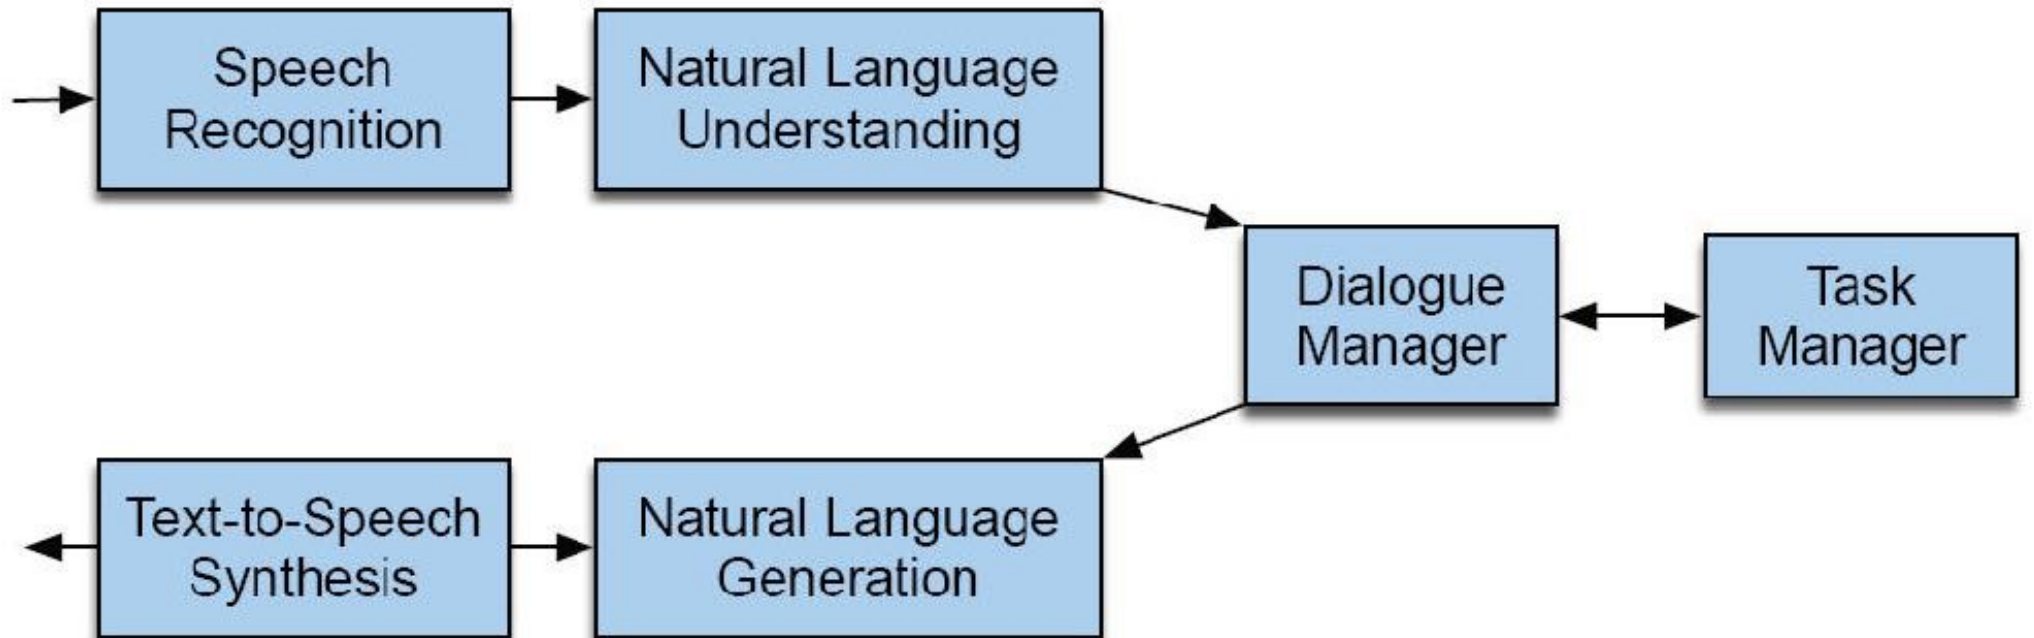 Speech
Recognition
Natural Language
Understanding
Dialogue
Manager
Task
Manager
Text-to-Speech
Synthesis
Natural Language
Generation